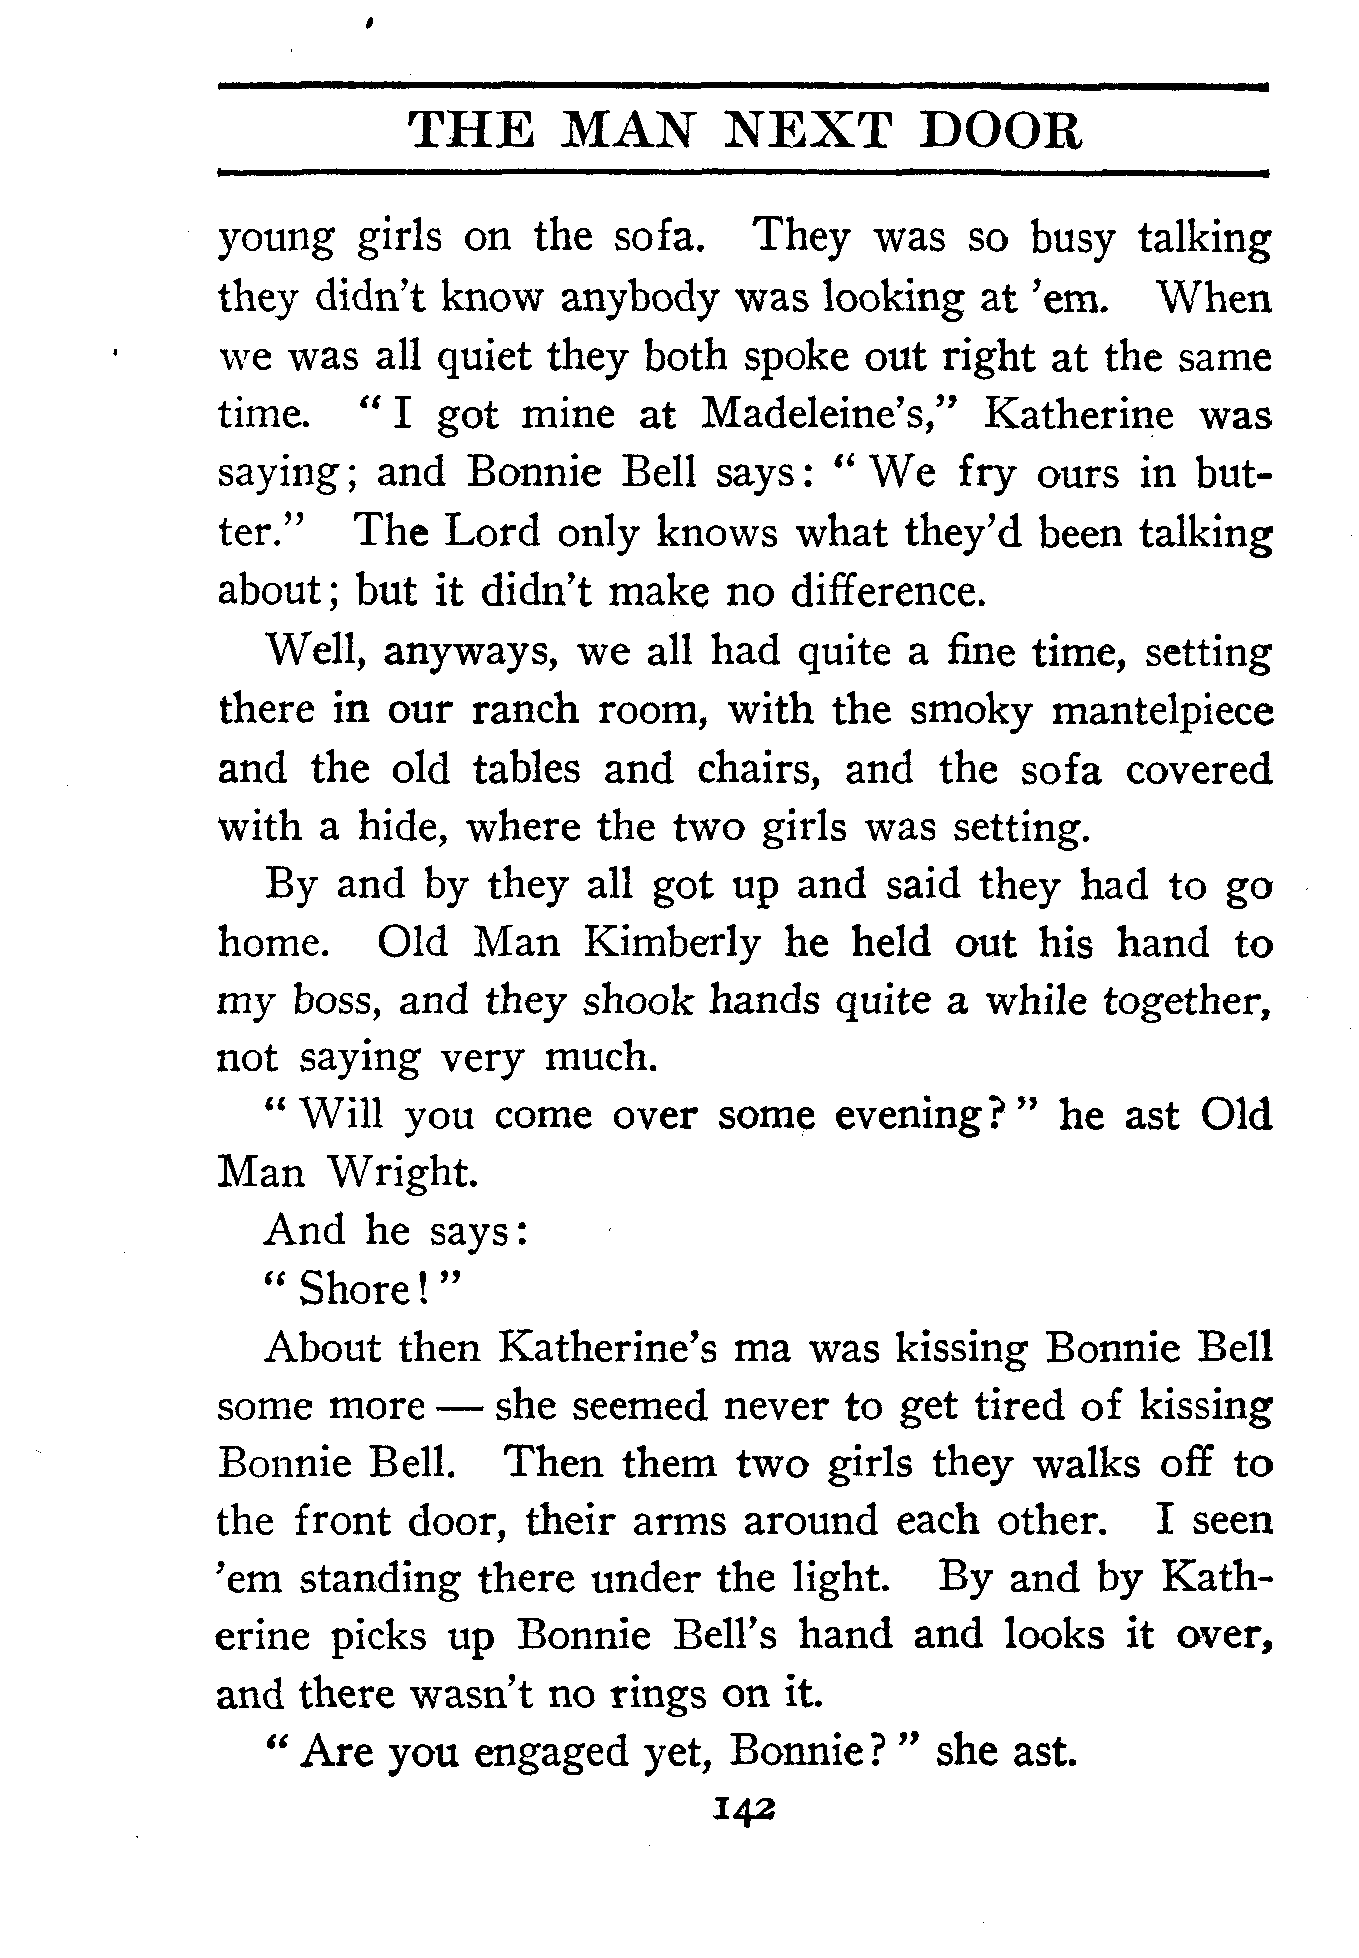 THE MAN NEXT DOOR
young girls on the sofa. They was so busy talking
they didn't know anybody was looking at 'em. When
we was all quiet they both spoke out right at the same
time. "I got mine at Madeleine's," Katherine was
saying; and Bonnie Bell says: "We fry ours in but-
ter." The Lord only knows what they'd been talking
about; but it didn't make no difference.
Well, anyways, we all had quite a fine time, setting
there in our ranch room, with the smoky mantelpiece
and the old tables and chairs, and the sofa covered
with a hide, where the two girls was setting.
By and by they all got up and said they had to go
home. Old Man Kimberly he held out his hand to
my boss, and they shook hands quite a while together,
not saying very much.
"Will you come over some evening?" he ast Old
Man Wright.
And he says:
"Shore!"
About then Katherine's ma was kissing Bonnie Bell
some more — she seemed never to get tired of kissing
Bonnie Bell. Then them two girls they walks off to
the front door, their arms around each other. I seen
'em standing there under the light. By and by Kath-
erine picks up Bonnie Bell's hand and looks it over,
and there wasn't no rings on it.
"Are you engaged yet, Bonnie?" she ast.
142